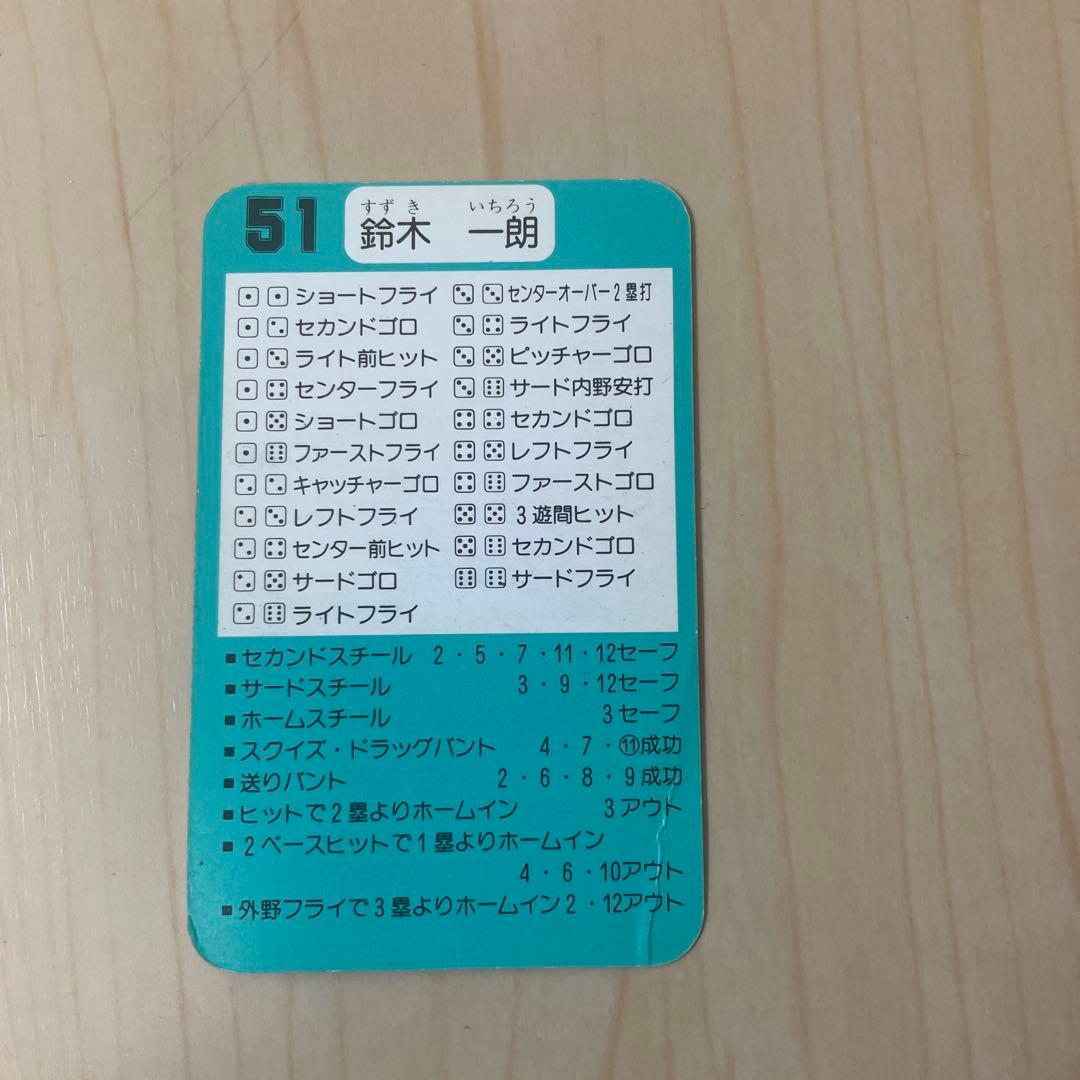 51 鈴木 一朗
すずき いちろう
⚀⚀ショートフライ
⚀⚁セカンドゴロ
⚀⚂ライト前ヒット
⚀⚃センターフライ
⚀⚄ショートゴロ
⚀⚅ファーストフライ
⚁⚁キャッチャーゴロ
⚁⚂レフトフライ
⚁⚃センター前ヒット
⚁⚄サードゴロ
⚁⚅ライトフライ
⚂⚂センターオーバー2塁打
⚂⚃ライトフライ
⚂⚄ピッチャーゴロ
⚂⚅サード内野安打
⚃⚃セカンドゴロ
⚃⚄レフトフライ
⚃⚅ファーストゴロ
⚄⚄3遊間ヒット
⚄⚅セカンドゴロ
⚅⚅サードフライ
■セカンドスチール 2・5・7・11・12セーフ
■サードスチール 3・9・12セーフ
■ホームスチール 3セーフ
■スクイズ・ドラッグバント 4・7・⑪成功
■送りバント 2・6・8・9成功
■ヒットで2塁よりホームイン 3アウト
■2ベースヒットで1塁よりホームイン
4・6・10アウト
■外野フライで3塁よりホームイン2・12アウト